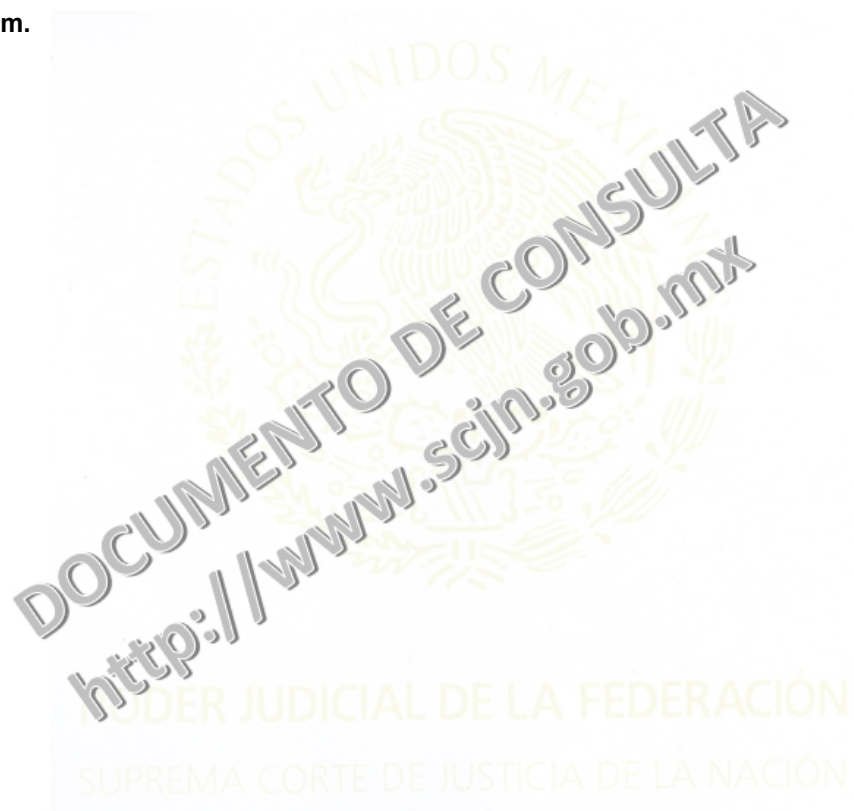 m.
ESTADOS UNIDOS MEXICANOS
DOCUMENTO DE CONSULTA
http://www.scjn.gob.mx
PODER JUDICIAL DE LA FEDERACIÓN
SUPREMA CORTE DE JUSTICIA DE LA NACIÓN